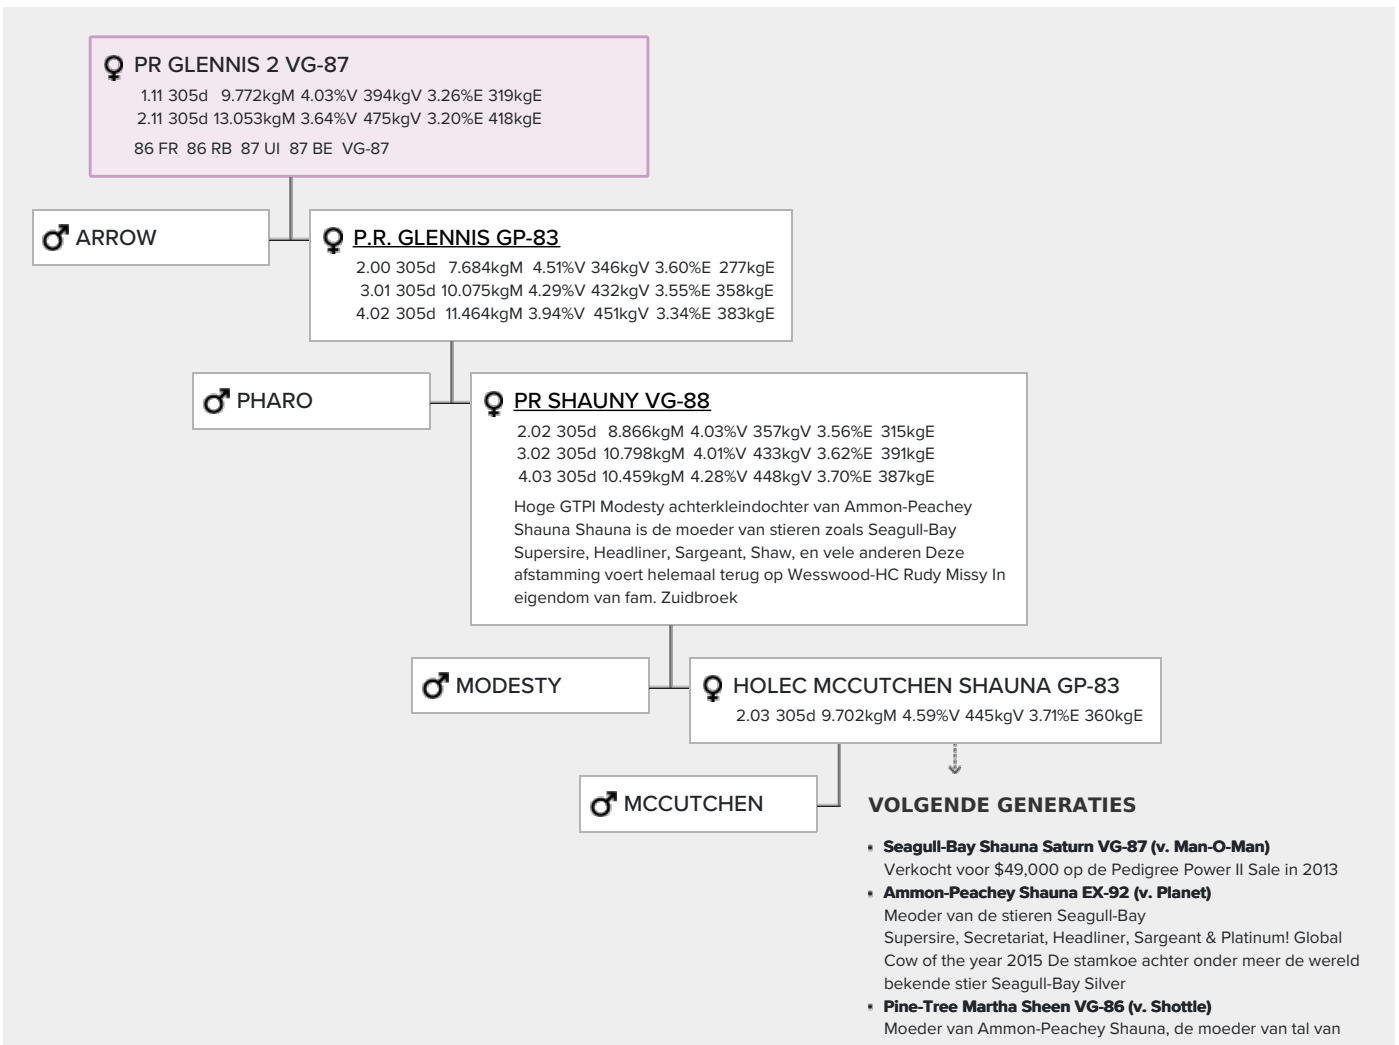 PR GLENNIS 2 VG-87
1.11 305d 9.772kgM 4.03%V 394kgV 3.26%E 319kgE
2.11 305d 13.053kgM 3.64%V 475kgV 3.20%E 418kgE
86 FR 86 RB 87 UI 87 BE VG-87
ARROW
P.R. GLENNIS GP-83
2.00 305d 7.684kgM 4.51%V 346kgV 3.60%E 277kgE
3.01 305d 10.075kgM 4.29%V 432kgV 3.55%E 358kgE
4.02 305d 11.464kgM 3.94%V 451kgV 3.34%E 383kgE
PHARO
PR SHAUNY VG-88
2.02 305d 8.866kgM 4.03%V 357kgV 3.56%E 315kgE
3.02 305d 10.798kgM 4.01%V 433kgV 3.62%E 391kgE
4.03 305d 10.459kgM 4.28%V 448kgV 3.70%E 387kgE
Hoge GTPI Modesty achterkleindochter van Ammon-Peachey
Shauna Shauna is de moeder van stieren zoals Seagull-Bay
Supersire, Headliner, Sargeant, Shaw, en vele anderen Deze
afstamming voert helemaal terug op Wesswood-HC Rudy Missy In
eigendom van fam. Zuidbroek
MODESTY
HOLEC MCCUTCHEN SHAUNA GP-83
2.03 305d 9.702kgM 4.59%V 445kgV 3.71%E 360kgE
MCCUTCHEN
VOLGENDE GENERATIES
Seagull-Bay Shauna Saturn VG-87 (v. Man-O-Man)
Verkocht voor $49,000 op de Pedigree Power II Sale in 2013
Ammon-Peachey Shauna EX-92 (v. Planet)
Meoder van de stieren Seagull-Bay
Supersire, Secretariat, Headliner, Sargeant & Platinum! Global
Cow of the year 2015 De stamkoe achter onder meer de wereld
bekende stier Seagull-Bay Silver
Pine-Tree Martha Sheen VG-86 (v. Shottle)
Moeder van Ammon-Peachey Shauna, de moeder van tal van